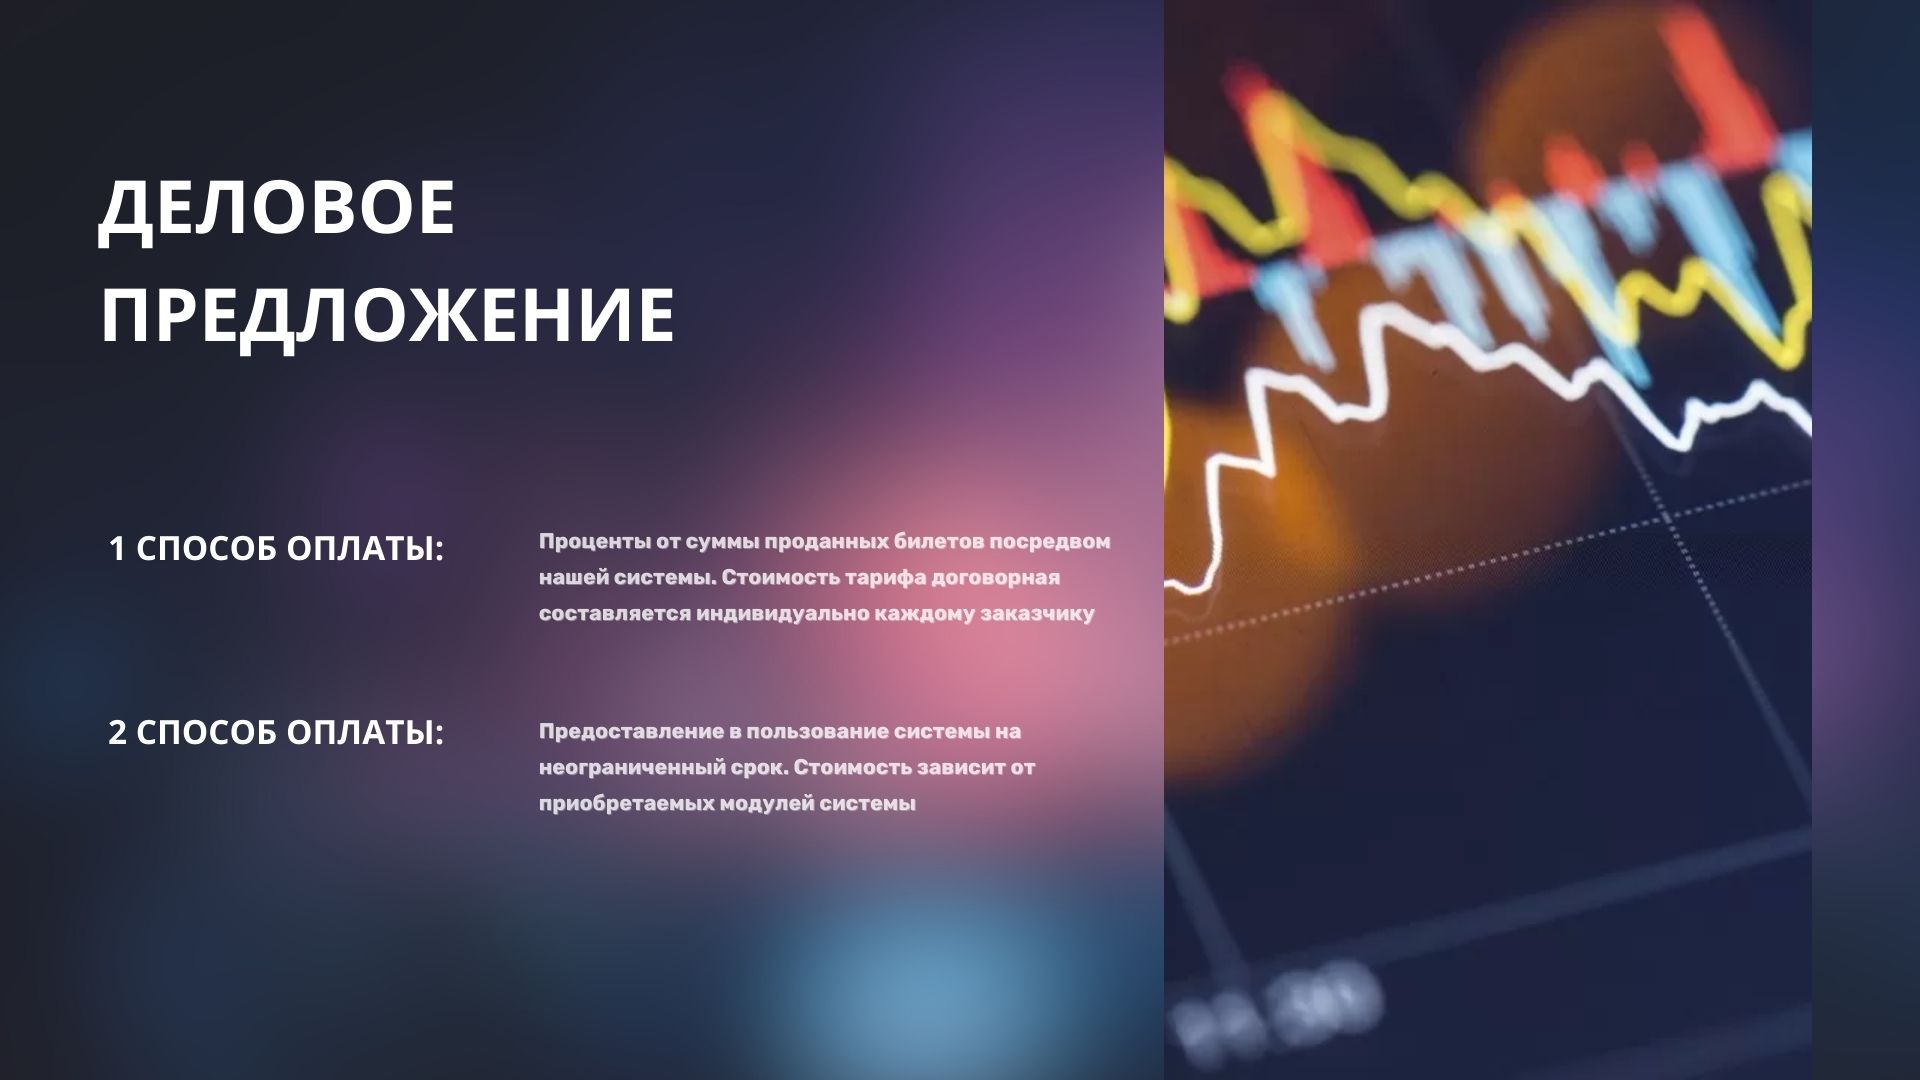 ДЕЛОВОЕ
ПРЕДЛОЖЕНИЕ
1 СПОСОБ ОПЛАТЫ:
Проценты от суммы проданных билетов посредвом
нашей системы. Стоимость тарифа договорная
составляется индивидуально каждому заказчику
2 СПОСОБ ОПЛАТЫ:
Предоставление в пользование системы на
неограниченный срок. Стоимость зависит от
приобретаемых модулей системы